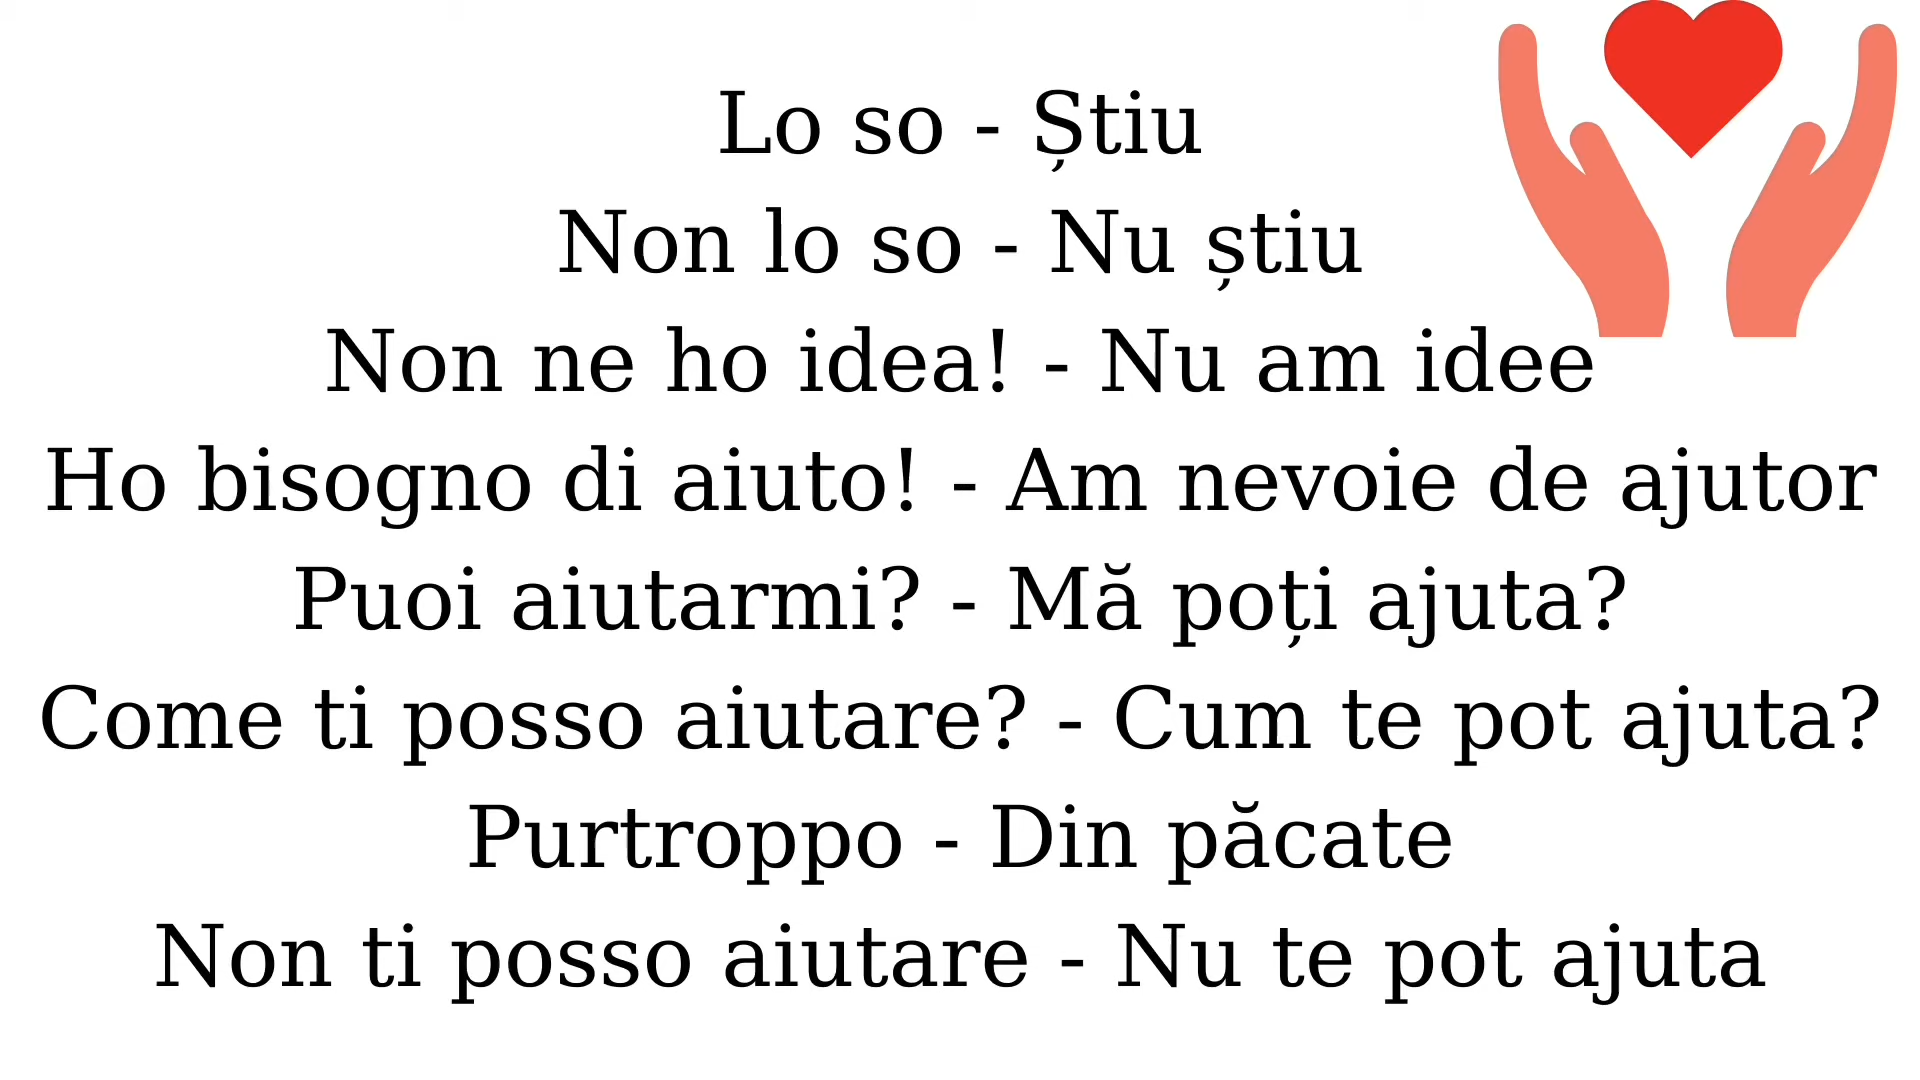 Lo so - Știu
Non lo so - Nu știu
Non ne ho idea! - Nu am idee
Ho bisogno di aiuto! - Am nevoie de ajutor
Puoi aiutarmi? - Mă poți ajuta?
Come ti posso aiutare? - Cum te pot ajuta?
Purtroppo - Din păcate
Non ti posso aiutare - Nu te pot ajuta